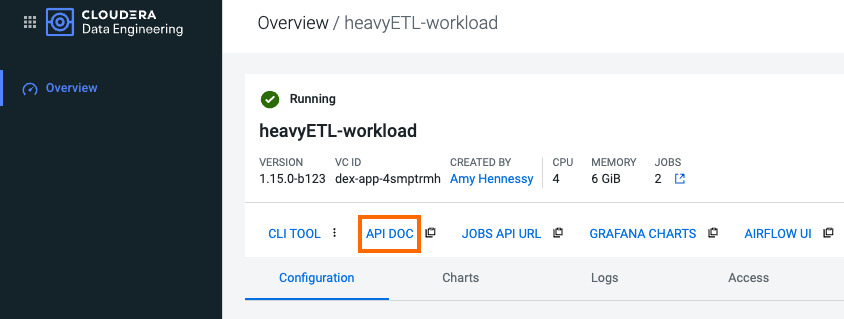 CLOUDERA
Data Engineering
Overview
Overview / heavyETL-workload
Running
heavyETL-workload
VERSION VC ID CREATED BY CPU MEMORY JOBS
1.15.0-b123 dex-app-4smptrmh Amy Hennessy 4 6 GiB 2
CLI TOOL API DOC JOBS API URL GRAFANA CHARTS AIRFLOW UI
Configuration Charts Logs Access